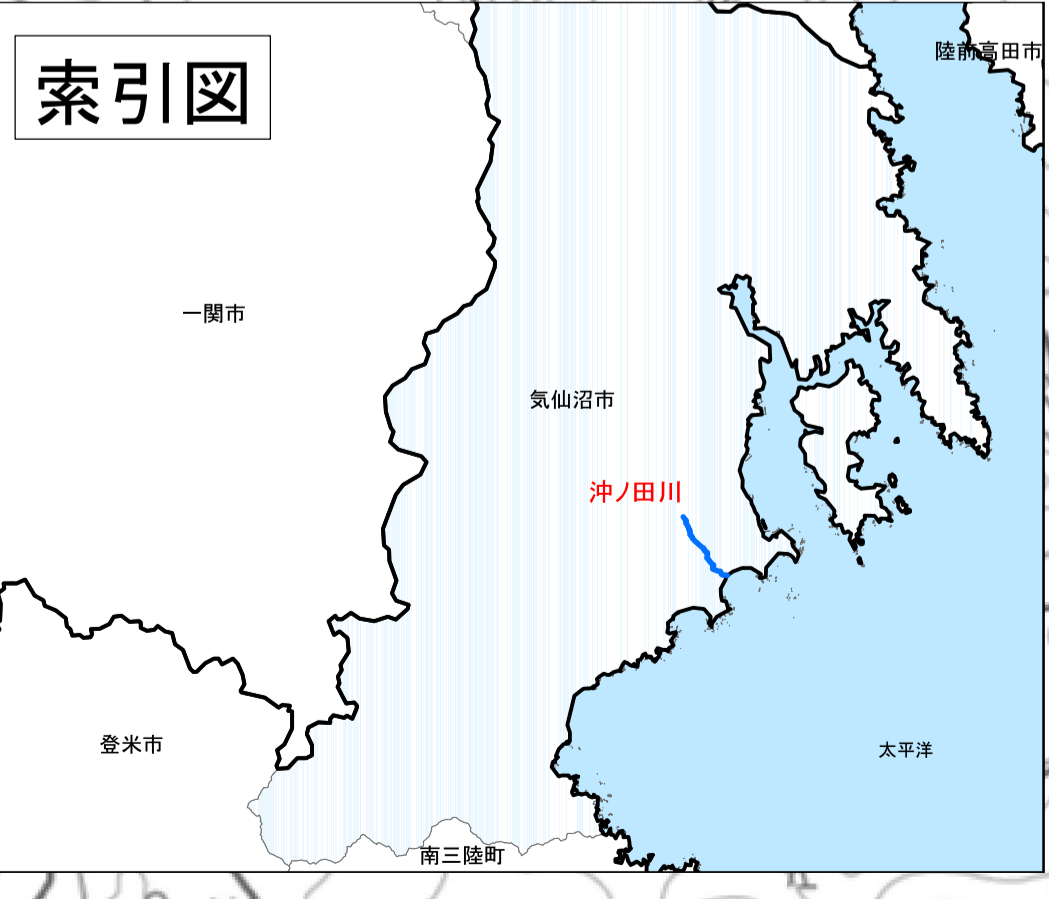 索引図
陸前高田市
一関市
気仙沼市
沖ノ田川
登米市
太平洋
南三陸町